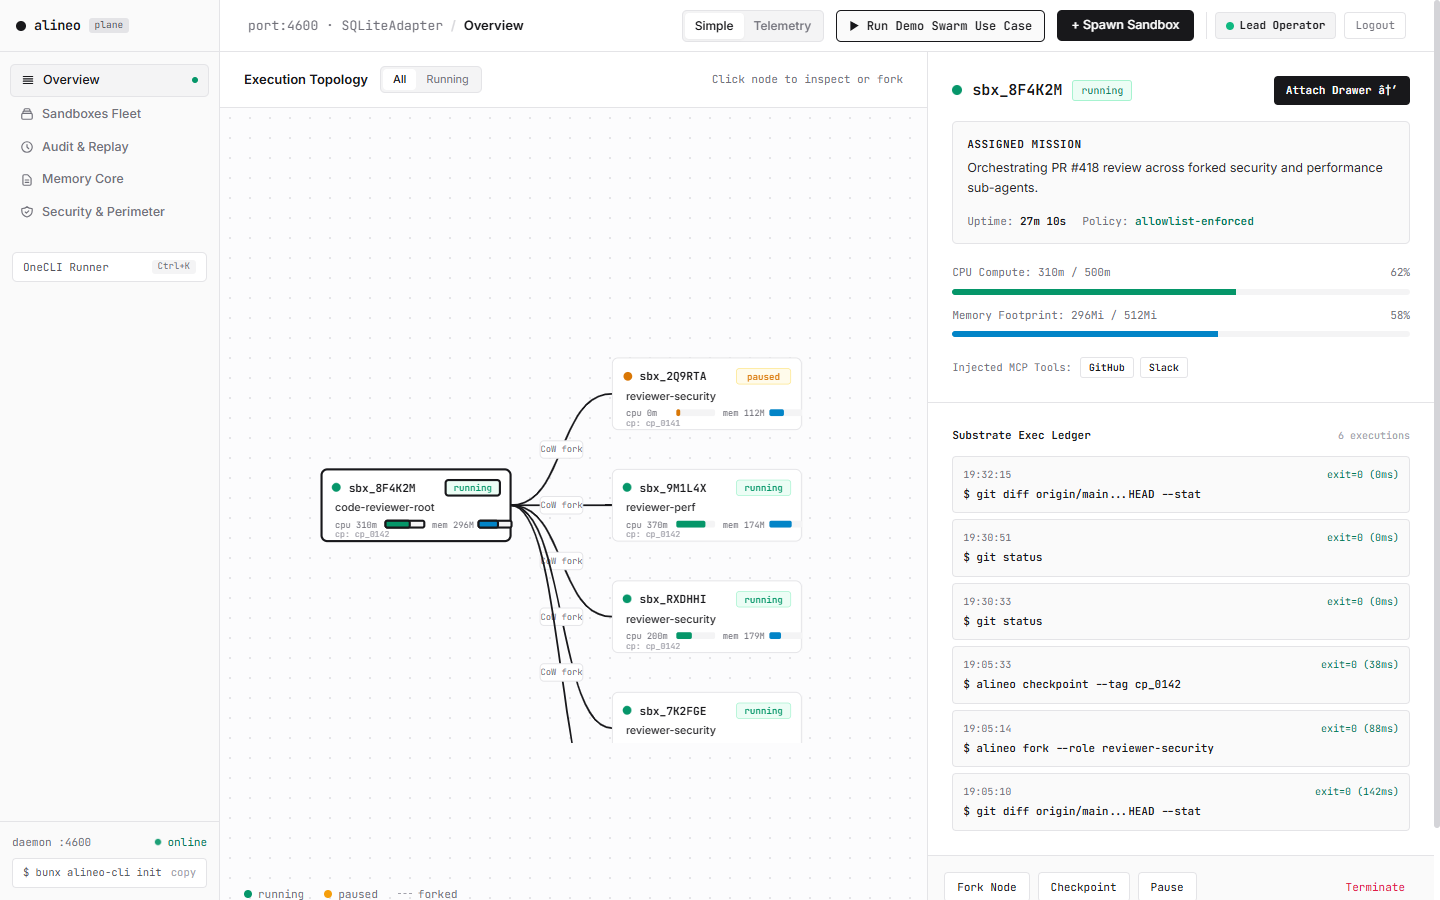 alineo plane
Overview
Sandboxes Fleet
Audit & Replay
Memory Core
Security & Perimeter
OneCLI Runner Ctrl+K
daemon :4600 online
$ bunx alineo-cli init copy
port:4600 · SQLiteAdapter / Overview
Simple Telemetry
▶ Run Demo Swarm Use Case
+ Spawn Sandbox
Lead Operator
Logout
Execution Topology All Running
Click node to inspect or fork
sbx_2Q9RTA paused
reviewer-security
cpu 0m mem 112M
cp: cp_0141
CoW fork
sbx_8F4K2M running
code-reviewer-root
cpu 310m mem 296M
cp: cp_0142
CoW fork
sbx_9M1L4X running
reviewer-perf
cpu 370m mem 174M
cp: cp_0142
CoW fork
sbx_RXDHHI running
reviewer-security
cpu 200m mem 179M
cp: cp_0142
CoW fork
CoW fork
sbx_7K2FGE running
reviewer-security
running paused --- forked
sbx_8F4K2M running
Attach Drawer â†’
ASSIGNED MISSION
Orchestrating PR #418 review across forked security and performance
sub-agents.
Uptime: 27m 10s Policy: allowlist-enforced
CPU Compute: 310m / 500m 62%
Memory Footprint: 296Mi / 512Mi 58%
Injected MCP Tools: GitHub Slack
Substrate Exec Ledger 6 executions
19:32:15 exit=0 (0ms)
$ git diff origin/main...HEAD --stat
19:30:51 exit=0 (0ms)
$ git status
19:30:33 exit=0 (0ms)
$ git status
19:05:33 exit=0 (38ms)
$ alineo checkpoint --tag cp_0142
19:05:14 exit=0 (88ms)
$ alineo fork --role reviewer-security
19:05:10 exit=0 (142ms)
$ git diff origin/main...HEAD --stat
Fork Node Checkpoint Pause Terminate